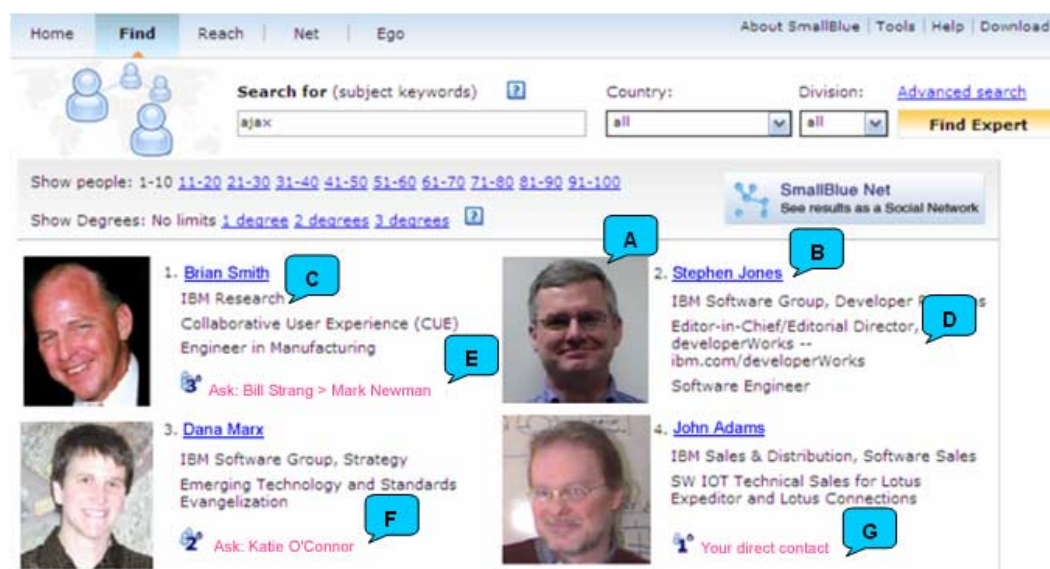 Home Find Reach Net Ego About SmallBlue | Tools | Help | Download
Search for (subject keywords) ? Country: Division: Advanced search
ajax all all Find Expert
Show people: 1-10 11-20 21-30 31-40 41-50 51-60 61-70 71-80 81-90 91-100
Show Degrees: No limits 1 degree 2 degrees 3 degrees ?
SmallBlue Net
See results as a Social Network
A
B
1. Brian Smith
C
IBM Research
Collaborative User Experience (CUE)
Engineer in Manufacturing
E
3° Ask: Bill Strang > Mark Newman
2. Stephen Jones
IBM Software Group, Developer
D
Editor-in-Chief/Editorial Director,
developerWorks --
ibm.com/developerWorks
Software Engineer
3. Dana Marx
IBM Software Group, Strategy
Emerging Technology and Standards
Evangelization
F
2° Ask: Katie O'Connor
4. John Adams
IBM Sales & Distribution, Software Sales
SW IOT Technical Sales for Lotus
Expeditor and Lotus Connections
G
1° Your direct contact